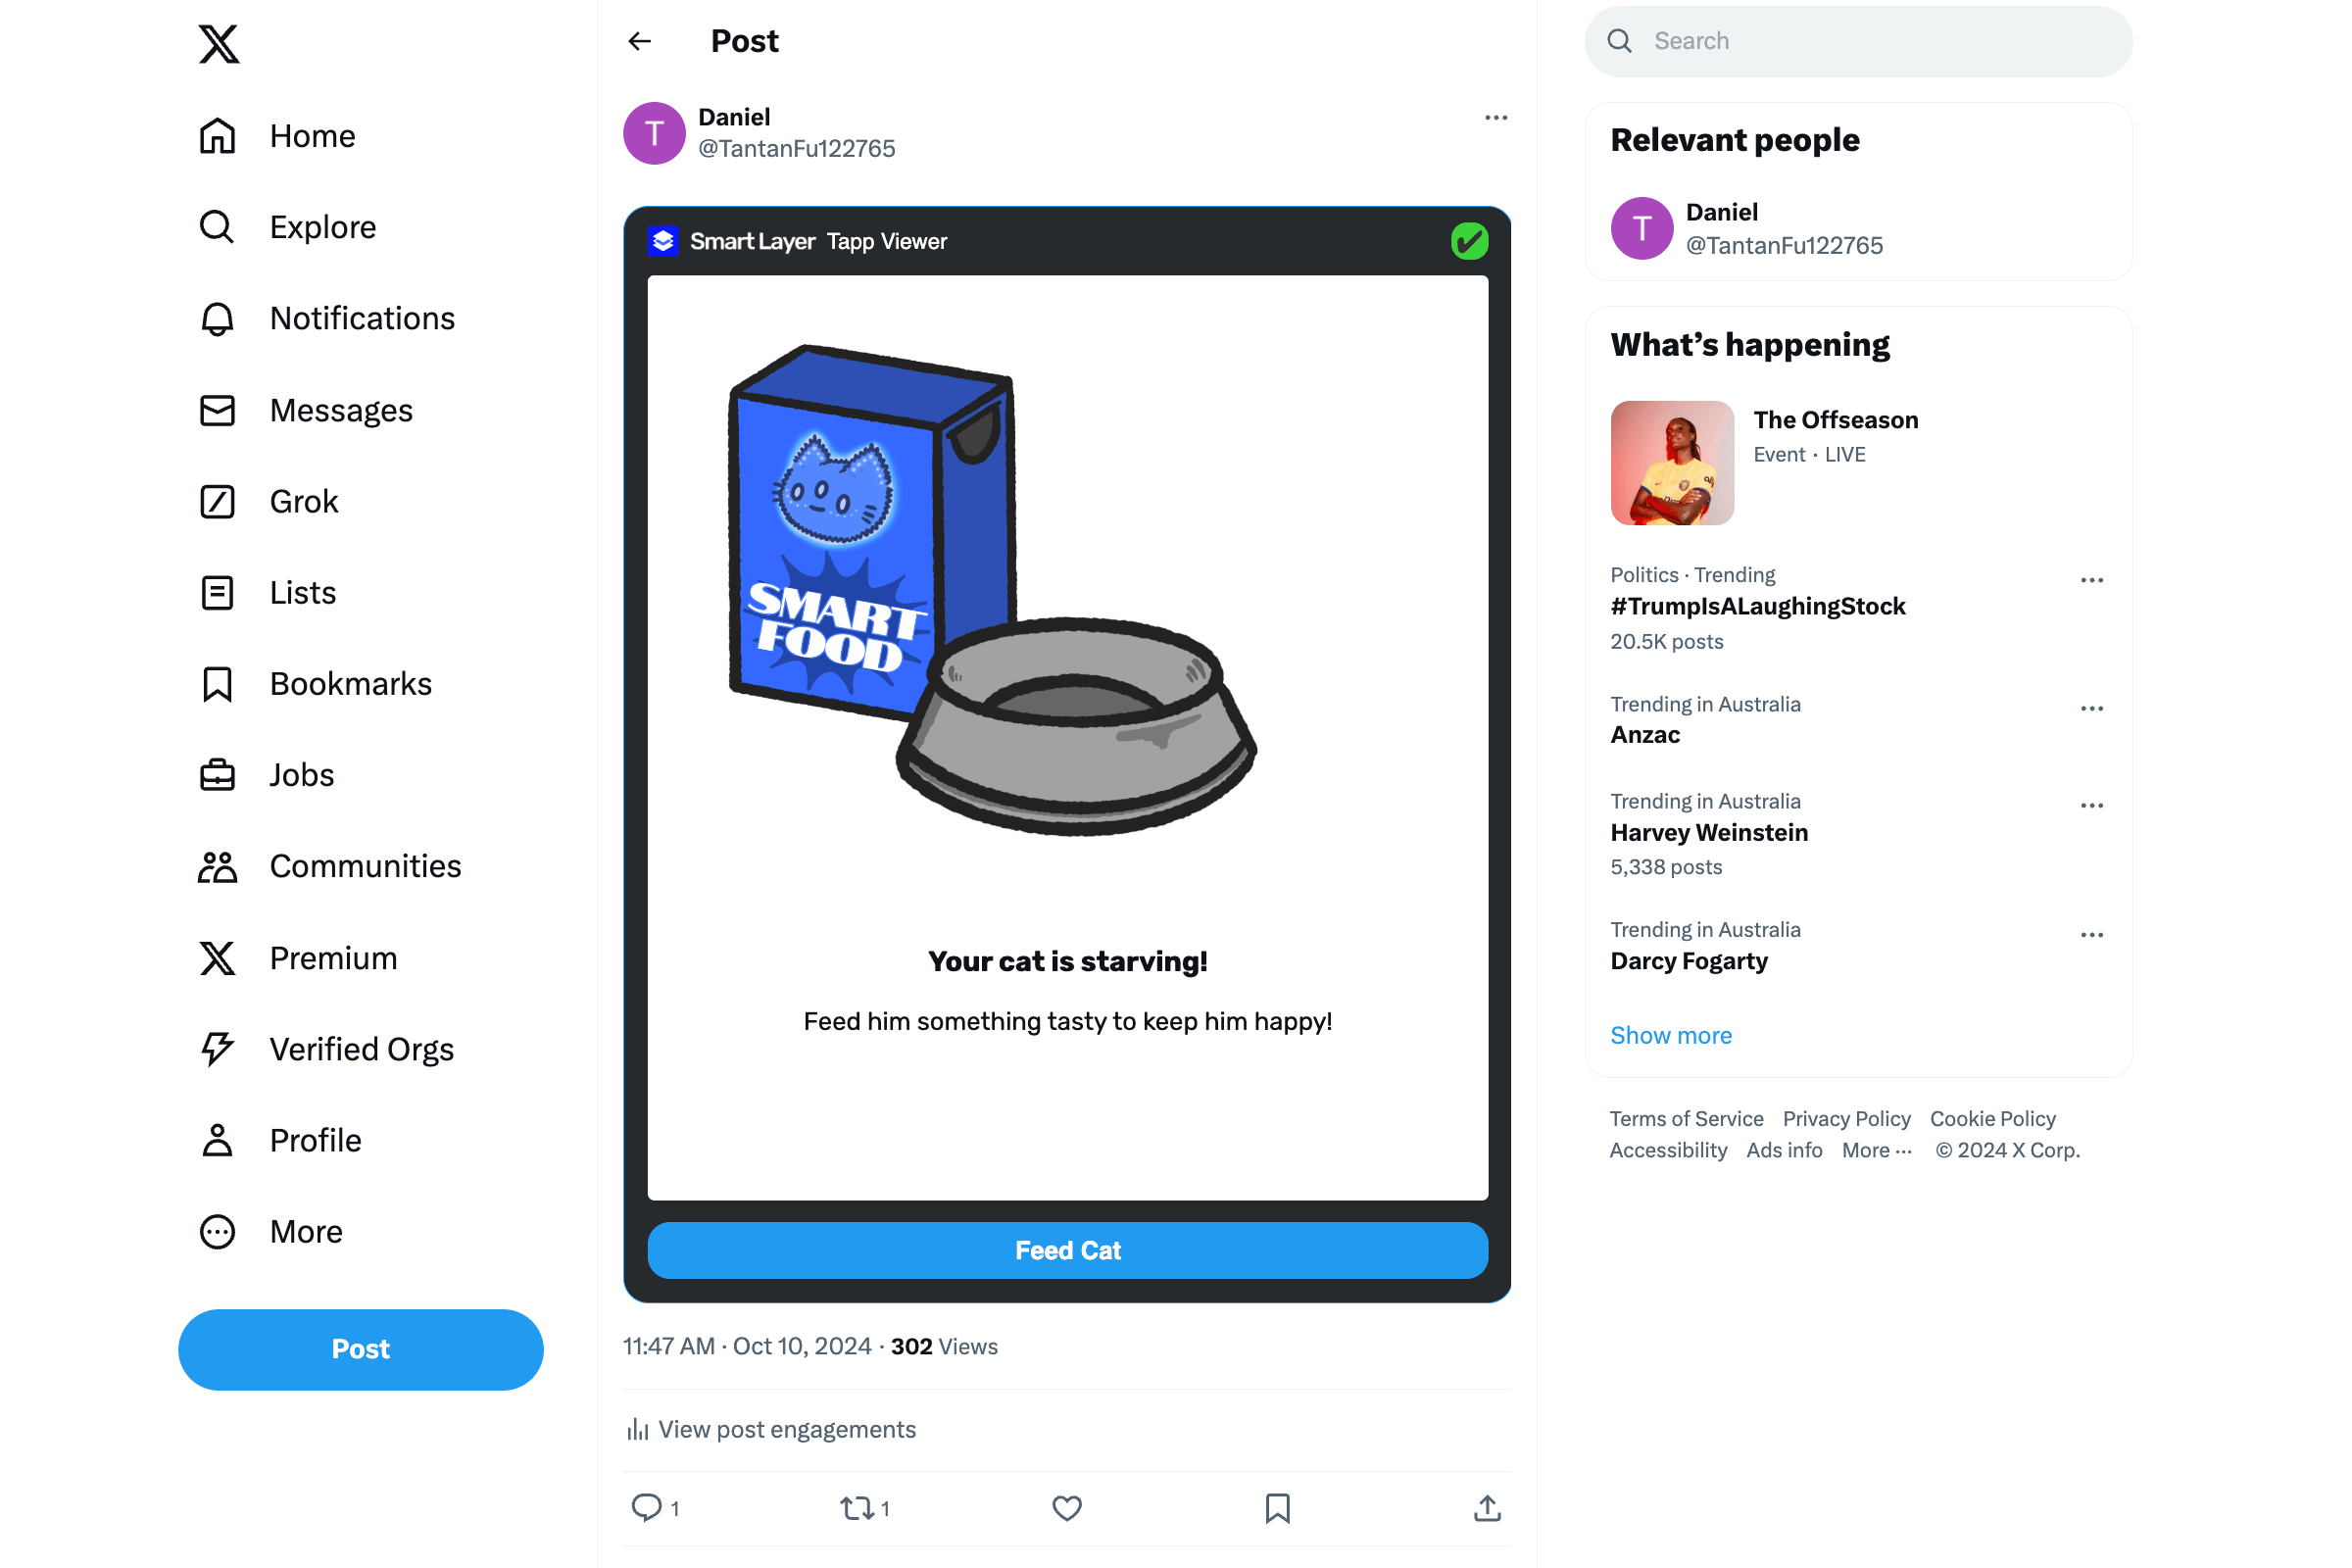 Home
Explore
Notifications
Messages
Grok
Lists
Bookmarks
Jobs
Communities
Premium
Verified Orgs
Profile
More
Post
Post
T
Daniel
@TantanFu122765
Smart Layer Tapp Viewer
SMART
FOOD
Your cat is starving!
Feed him something tasty to keep him happy!
Feed Cat
11:47 AM · Oct 10, 2024 · 302 Views
View post engagements
1 1
Search
Relevant people
T
Daniel
@TantanFu122765
What’s happening
The Offseason
Event · LIVE
Politics · Trending
#TrumpIsALaughingStock
20.5K posts
Trending in Australia
Anzac
Trending in Australia
Harvey Weinstein
5,338 posts
Trending in Australia
Darcy Fogarty
Show more
Terms of Service Privacy Policy Cookie Policy
Accessibility Ads info More ··· © 2024 X Corp.